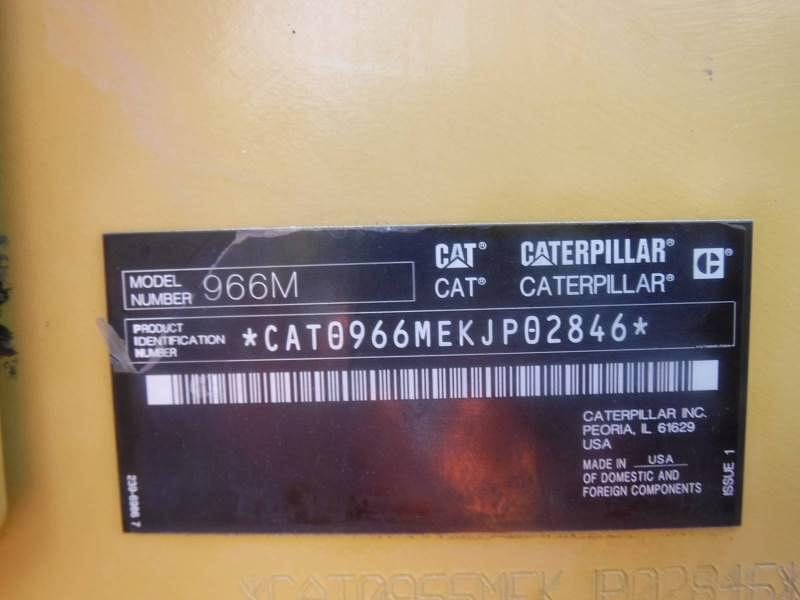 CAT® CATERPILLAR®
CAT® CATERPILLAR®
MODEL NUMBER 966M
PRODUCT IDENTIFICATION NUMBER *CAT0966MEKJP02846*
CATERPILLAR INC.
PEORIA, IL 61629
USA
MADE IN USA
OF DOMESTIC AND
FOREIGN COMPONENTS
ISSUE 1
*CAT0966MEKJP02846*